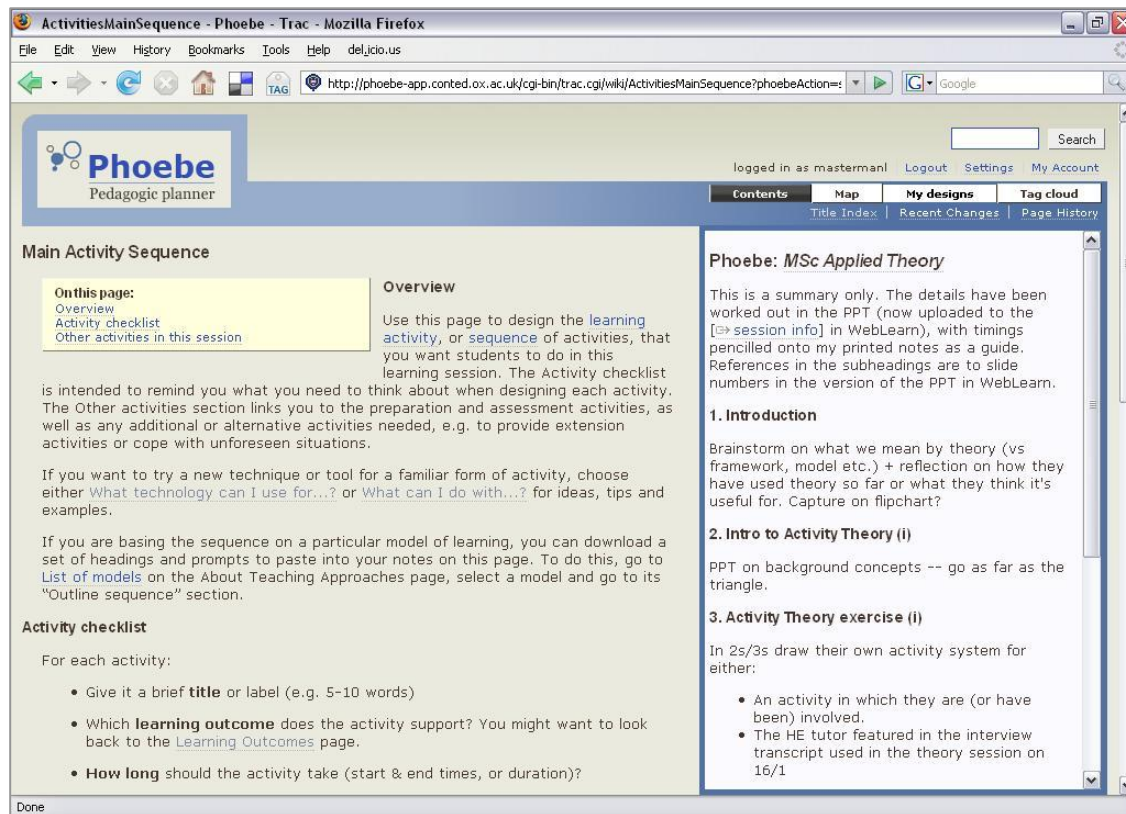 ActivitiesMainSequence - Phoebe - Trac - Mozilla Firefox
File Edit View History Bookmarks Tools Help del.icio.us
TAG http://phoebe-app.conted.ox.ac.uk/cgi-bin/trac.cgi/wiki/ActivitiesMainSequence?phoebeAction=s G Google
Search
Phoebe
Pedagogic planner
logged in as mastermanl Logout Settings My Account
Contents Map My designs Tag cloud
Title Index Recent Changes Page History
Main Activity Sequence
On this page:
Overview
Activity checklist
Other activities in this session
Overview
Use this page to design the learning
activity, or sequence of activities, that
you want students to do in this
learning session. The Activity checklist
is intended to remind you what you need to
think about when designing each activity.
The Other activities section links you to the preparation and assessment activities, as
well as any additional or alternative activities needed, e.g. to provide extension
activities or cope with unforeseen situations.
If you want to try a new technique or tool for a familiar form of activity, choose
either What technology can I use for...? or What can I do with...? for ideas, tips and
examples.
If you are basing the sequence on a particular model of learning, you can download a
set of headings and prompts to paste into your notes on this page. To do this, go to
List of models on the About Teaching Approaches page, select a model and go to its
"Outline sequence" section.
Activity checklist
For each activity:
• Give it a brief title or label (e.g. 5-10 words)
• Which learning outcome does the activity support? You might want to look
back to the Learning Outcomes page.
• How long should the activity take (start & end times, or duration)?
Phoebe: MSc Applied Theory
This is a summary only. The details have been
worked out in the PPT (now uploaded to the
[session info] in WebLearn), with timings
pencilled onto my printed notes as a guide.
References in the subheadings are to slide
numbers in the version of the PPT in WebLearn.
1. Introduction
Brainstorm on what we mean by theory (vs
framework, model etc.) + reflection on how they
have used theory so far or what they think it's
useful for. Capture on flipchart?
2. Intro to Activity Theory (i)
PPT on background concepts -- go as far as the
triangle.
3. Activity Theory exercise (i)
In 2s/3s draw their own activity system for
either:
• An activity in which they are (or have
been) involved.
• The HE tutor featured in the interview
transcript used in the theory session on
16/1
Done